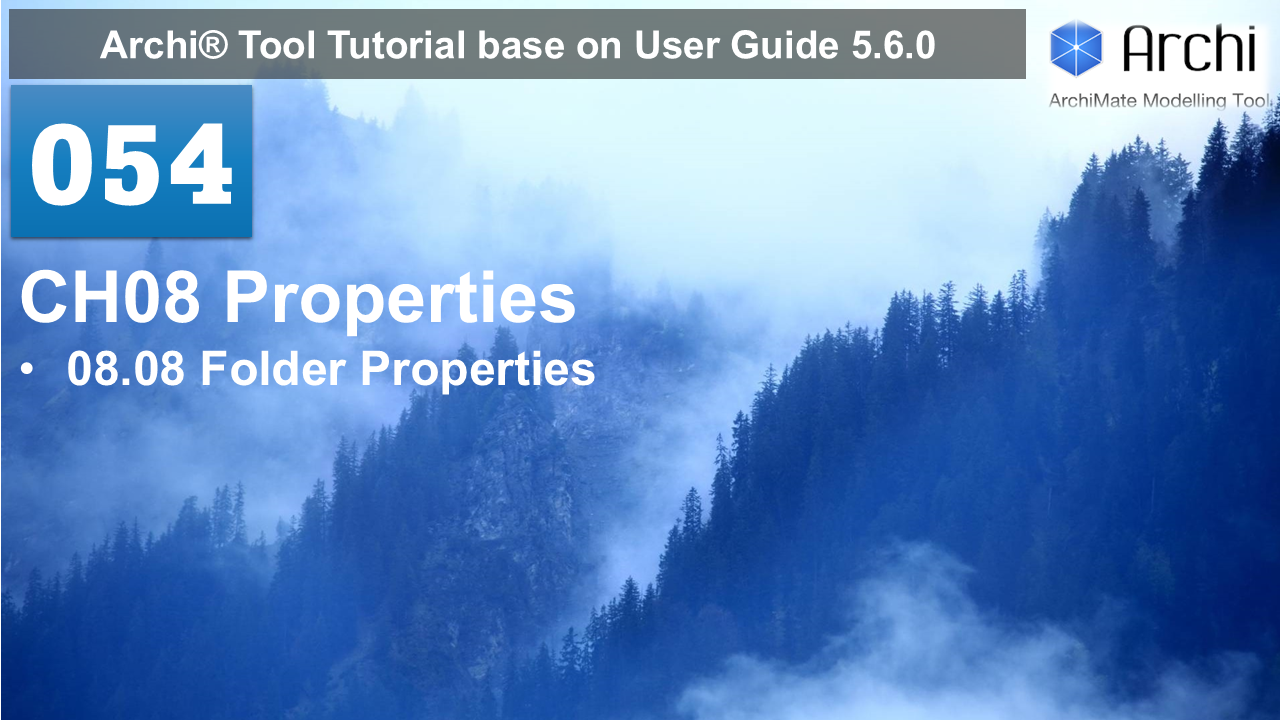 Archi® Tool Tutorial base on User Guide 5.6.0
Archi
ArchiMate Modelling Tool
054
CH08 Properties
• 08.08 Folder Properties